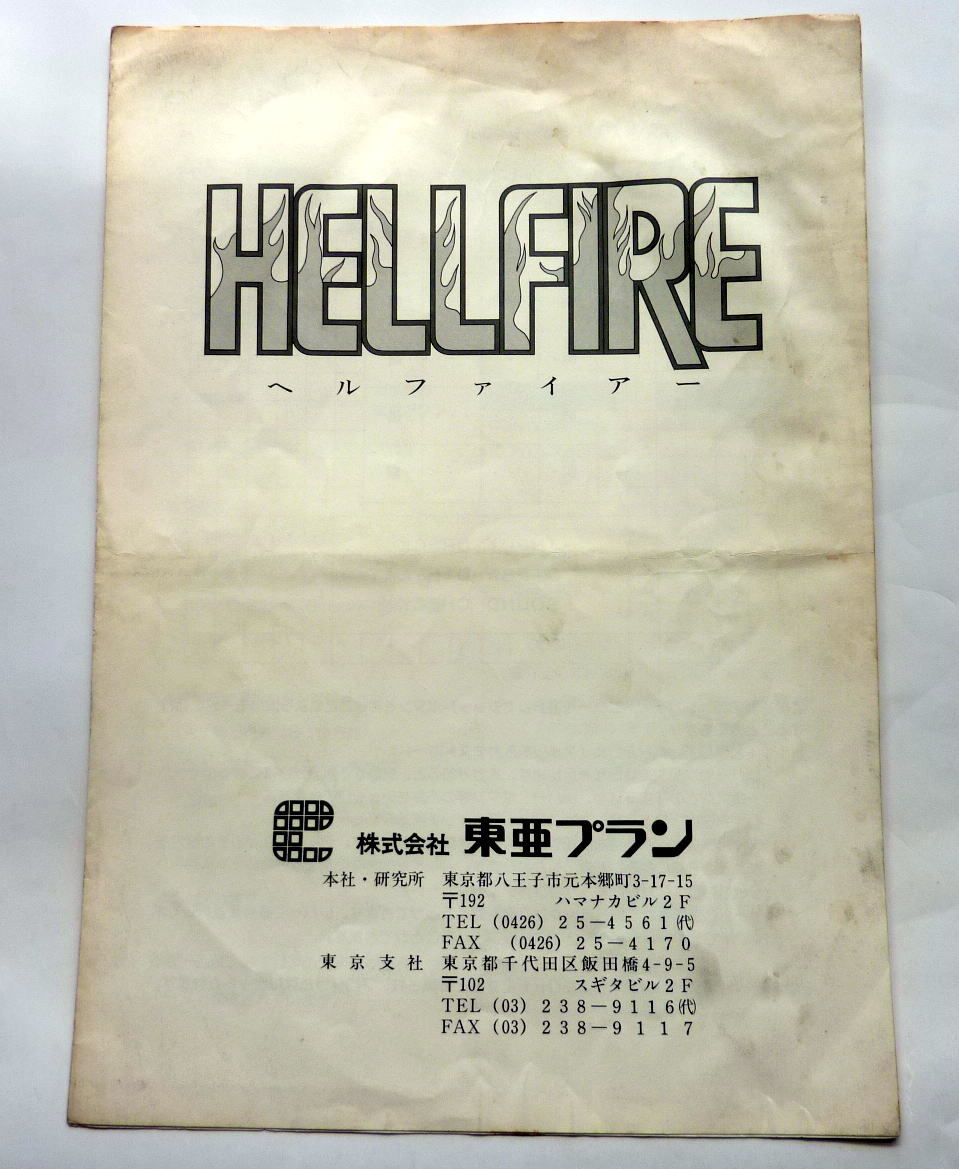 HELLFIRE
ヘルファイアー
株式会社 東亜プラン
本社・研究所 東京都八王子市元本郷町3-17-15
〒192 ハマナカビル2F
TEL (0426) 25-4561㈹
FAX (0426) 25-4170
東京支社 東京都千代田区飯田橋4-9-5
〒102 スギタビル2F
TEL (03) 238-9116㈹
FAX (03) 238-9117